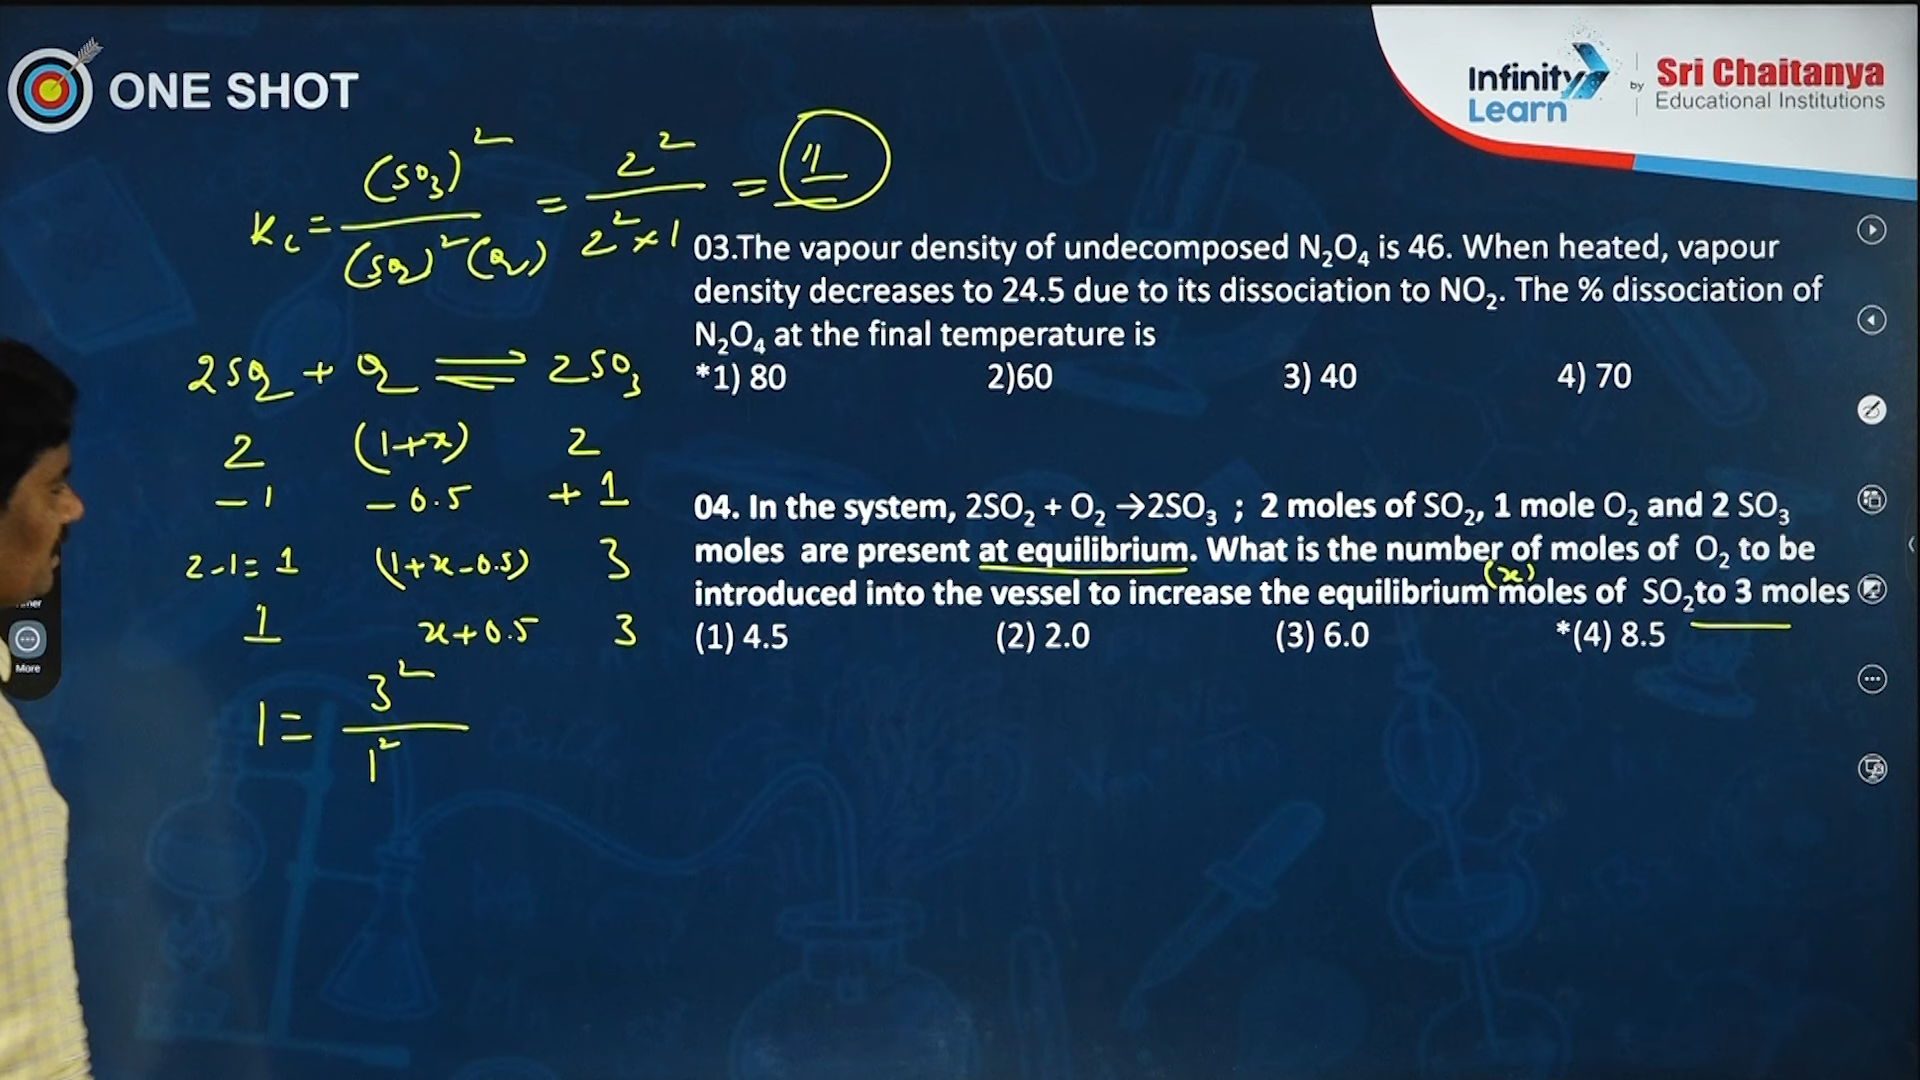 ONE SHOT
Infinity Learn by Sri Chaitanya Educational Institutions
Kc = (SO₃)² / (SO₂)² (O₂) = 2² / 2² × 1 = 1
03.The vapour density of undecomposed N₂O₄ is 46. When heated, vapour
density decreases to 24.5 due to its dissociation to NO₂. The % dissociation of
N₂O₄ at the final temperature is
*1) 80 2)60 3) 40 4) 70
2SO₂ + O₂ ⇌ 2SO₃
2 (1+x) 2
-1 -0.5 +1
2-1=1 (1+x-0.5) 3
1 x+0.5 3
1 = 3² / 1²
04. In the system, 2SO₂ + O₂ →2SO₃ ; 2 moles of SO₂, 1 mole O₂ and 2 SO₃
moles are present at equilibrium. What is the number of moles of O₂ to be
(x)
introduced into the vessel to increase the equilibrium moles of SO₂to 3 moles
(1) 4.5 (2) 2.0 (3) 6.0 *(4) 8.5
More